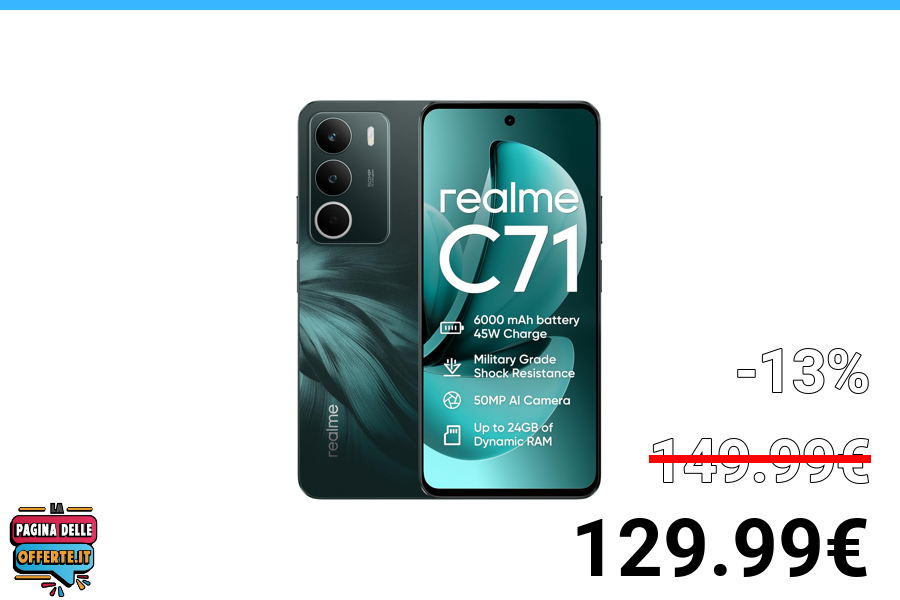 realme
C71
6000 mAh battery
45W Charge
Military Grade
Shock Resistance
50MP AI Camera
Up to 24GB of
Dynamic RAM
realme
-13%
149.99€
129.99€
LA
PAGINA DELLE
OFFERTE.IT